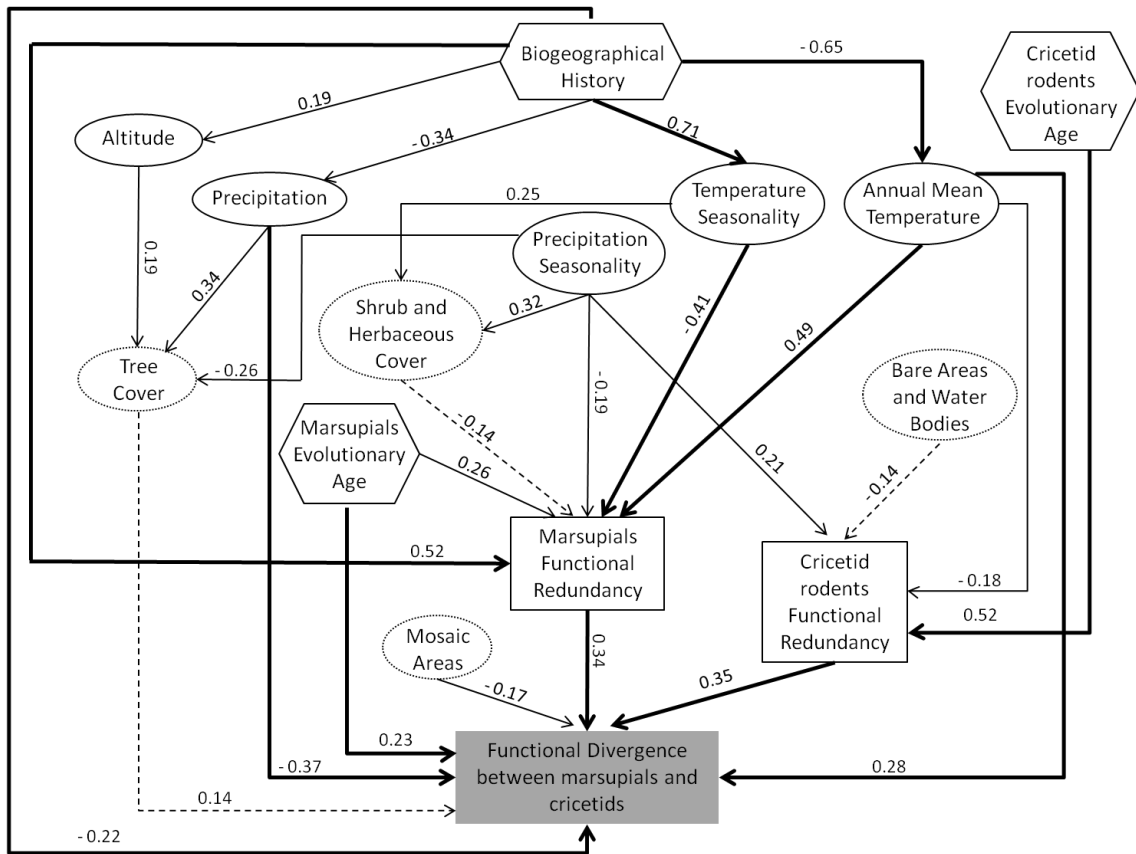 Biogeographical
History
- 0.65
Cricetid
rodents
Evolutionary
Age
0.19
Altitude
- 0.34
0.71
Precipitation
0.25
Temperature
Seasonality
Annual Mean
Temperature
Precipitation
Seasonality
0.19
0.34
Shrub and
Herbaceous
Cover
0.32
- 0.41
0.49
Tree
Cover
- 0.26
- 0.19
Bare Areas
and Water
Bodies
- 0.14
Marsupials
Evolutionary
Age
0.26
0.21
- 0.14
0.52
Marsupials
Functional
Redundancy
Cricetid
rodents
Functional
Redundancy
- 0.18
0.52
Mosaic
Areas
0.34
- 0.17
0.35
0.23
Functional Divergence
between marsupials and
cricetids
- 0.37
0.28
0.14
- 0.22